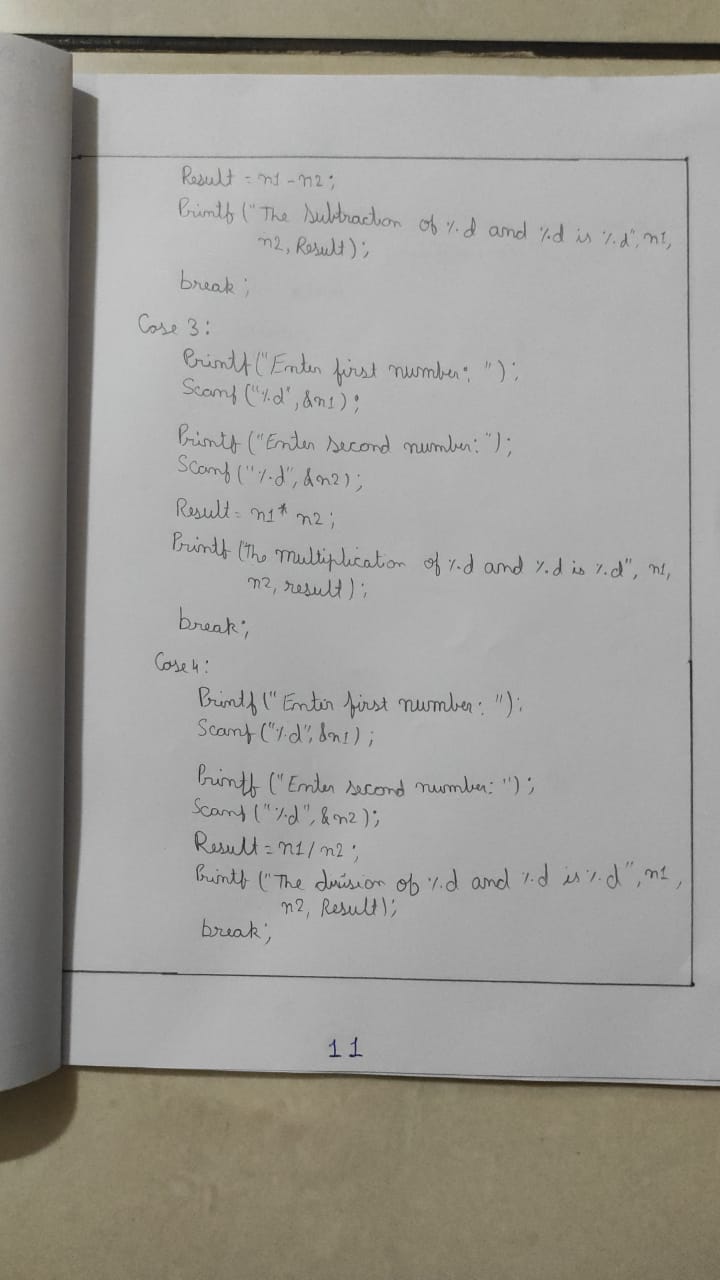 Result = n1 - n2;
Printf ("The Subtraction of %d and %d is %d", n1,
n2, Result);
break;
Case 3:
Printf ("Enter first number: ");
Scanf ("%d", &n1);
Printf ("Enter second number: ");
Scanf ("%d", &n2);
Result = n1 * n2;
Printf (The multiplication of %d and %d is %d", n1,
n2, result);
break;
Case 4:
Printf ("Enter first number: ");
Scanf ("%d", &n1);
Printf ("Enter second number: ");
Scanf ("%d", &n2);
Result = n1 / n2;
Printf ("The division of %d and %d is %d", n1,
n2, Result);
break;
11